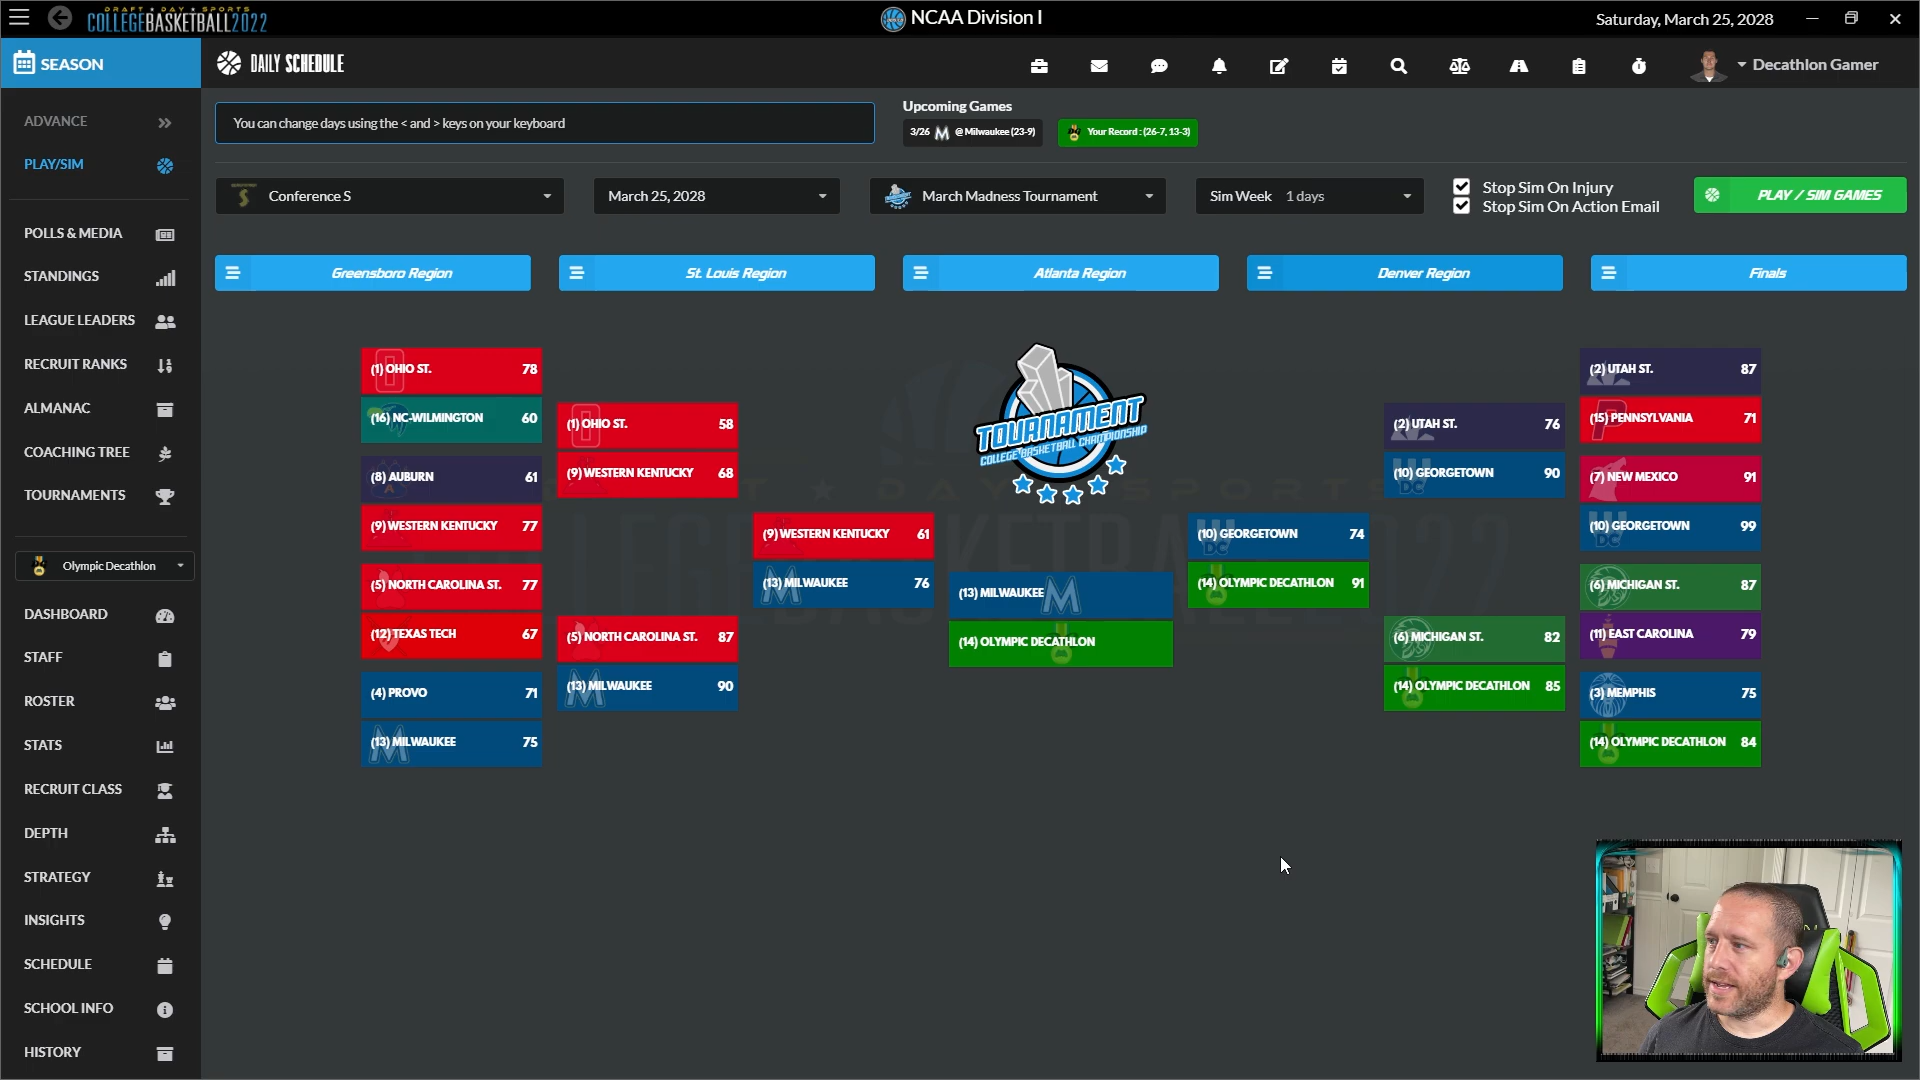 DRAFT DAY SPORTS
COLLEGEBASKETBALL2022
NCAA Division I
Saturday, March 25, 2028
SEASON
DAILY SCHEDULE
Decathlon Gamer
ADVANCE
PLAY/SIM
POLLS & MEDIA
STANDINGS
LEAGUE LEADERS
RECRUIT RANKS
ALMANAC
COACHING TREE
TOURNAMENTS
Olympic Decathlon
DASHBOARD
STAFF
ROSTER
STATS
RECRUIT CLASS
DEPTH
STRATEGY
INSIGHTS
SCHEDULE
SCHOOL INFO
HISTORY
You can change days using the < and > keys on your keyboard
Upcoming Games
3/26 @ Milwaukee (23-9)
Your Record : (26-7, 13-3)
Conference S
March 25, 2028
March Madness Tournament
Sim Week 1 days
Stop Sim On Injury
Stop Sim On Action Email
PLAY / SIM GAMES
Greensboro Region
St. Louis Region
Atlanta Region
Denver Region
Finals
(1) OHIO ST. 78
(16) NC-WILMINGTON 60
(8) AUBURN 61
(9) WESTERN KENTUCKY 77
(5) NORTH CAROLINA ST. 77
(12) TEXAS TECH 67
(4) PROVO 71
(13) MILWAUKEE 75
(1) OHIO ST. 58
(9) WESTERN KENTUCKY 68
(5) NORTH CAROLINA ST. 87
(13) MILWAUKEE 90
(9) WESTERN KENTUCKY 61
(13) MILWAUKEE 76
TOURNAMENT
COLLEGE BASKETBALL CHAMPIONSHIP
(13) MILWAUKEE
(14) OLYMPIC DECATHLON
(10) GEORGETOWN 74
(14) OLYMPIC DECATHLON 91
(2) UTAH ST. 76
(10) GEORGETOWN 90
(6) MICHIGAN ST. 82
(14) OLYMPIC DECATHLON 85
(2) UTAH ST. 87
(15) PENNSYLVANIA 71
(7) NEW MEXICO 91
(10) GEORGETOWN 99
(6) MICHIGAN ST. 87
(11) EAST CAROLINA 79
(3) MEMPHIS 75
(14) OLYMPIC DECATHLON 84